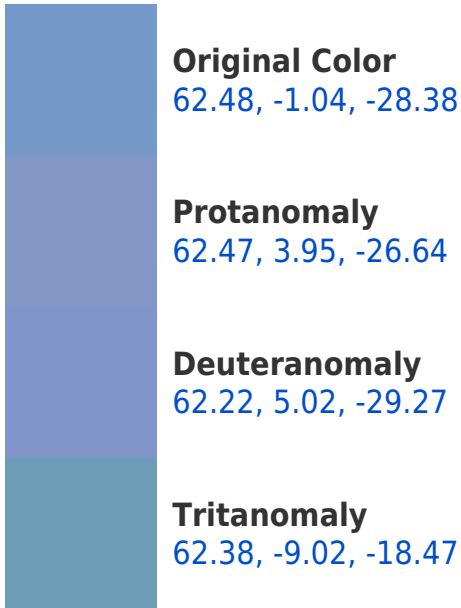 Original Color
62.48, -1.04, -28.38
Protanomaly
62.47, 3.95, -26.64
Deuteranomaly
62.22, 5.02, -29.27
Tritanomaly
62.38, -9.02, -18.47